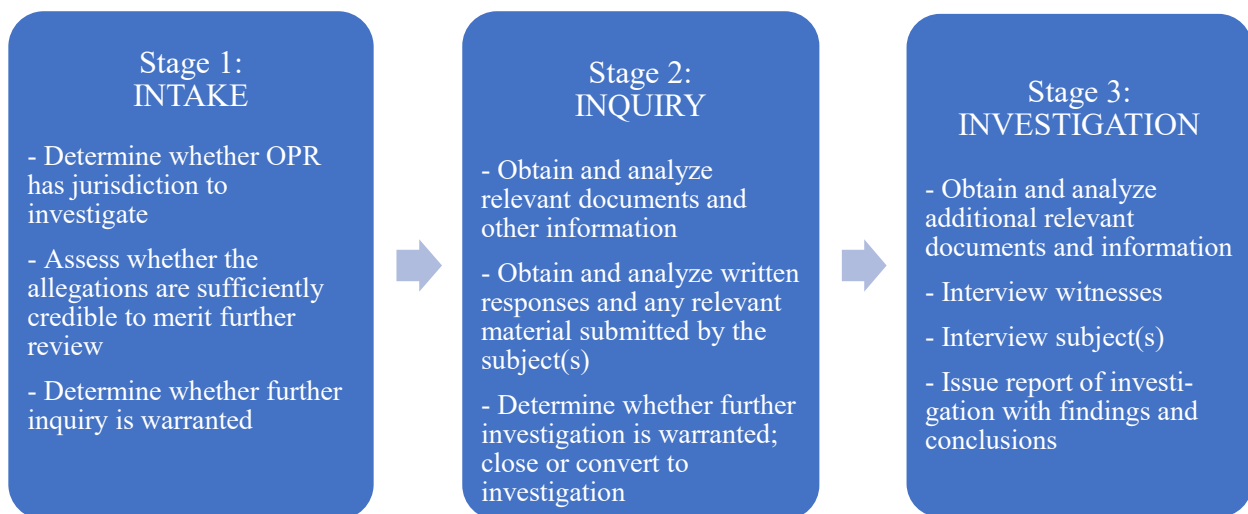 Stage 1:
INTAKE
- Determine whether OPR
has jurisdiction to
investigate
- Assess whether the
allegations are sufficiently
credible to merit further
review
- Determine whether further
inquiry is warranted
Stage 2:
INQUIRY
- Obtain and analyze
relevant documents and
other information
- Obtain and analyze written
responses and any relevant
material submitted by the
subject(s)
- Determine whether further
investigation is warranted;
close or convert to
investigation
Stage 3:
INVESTIGATION
- Obtain and analyze
additional relevant
documents and information
- Interview witnesses
- Interview subject(s)
- Issue report of investi-
gation with findings and
conclusions